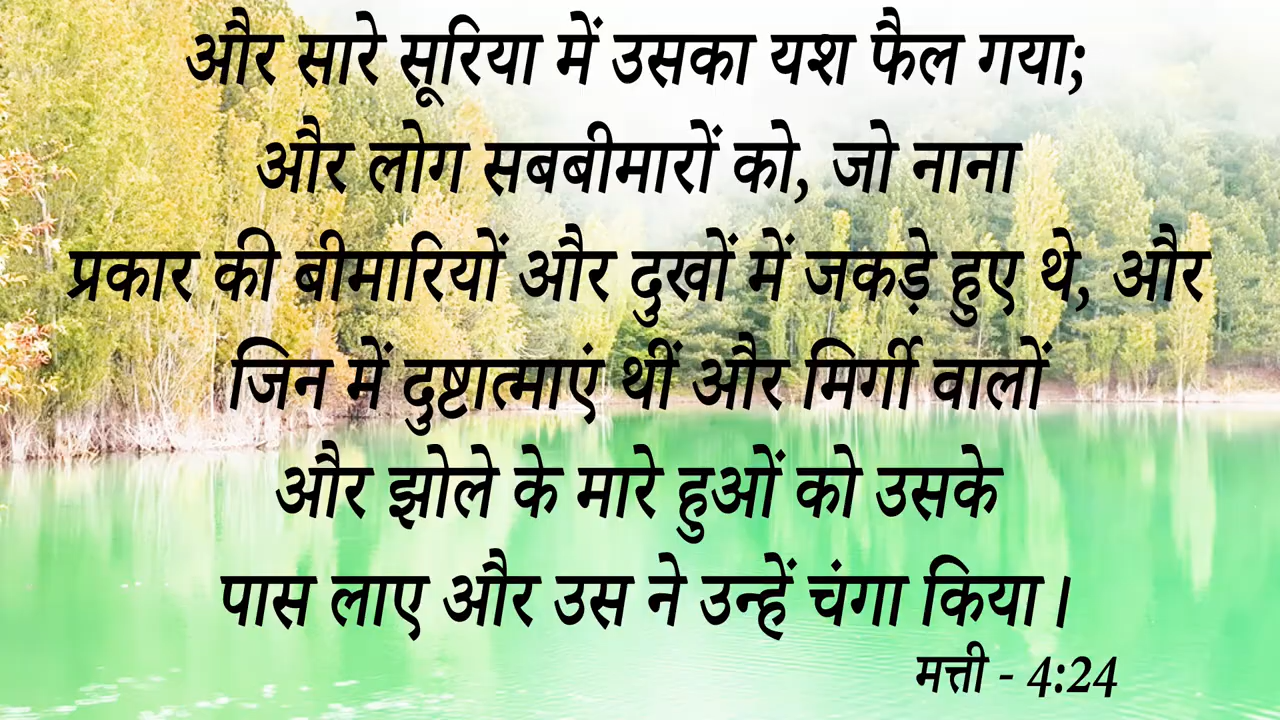 और सारे सूरिया में उसका यश फैल गया;
और लोग सबबीमारों को, जो नाना
प्रकार की बीमारियों और दुखों में जकड़े हुए थे, और
जिन में दुष्टात्माएं थीं और मिर्गी वालों
और झोले के मारे हुओं को उसके
पास लाए और उस ने उन्हें चंगा किया।
मत्ती - 4:24